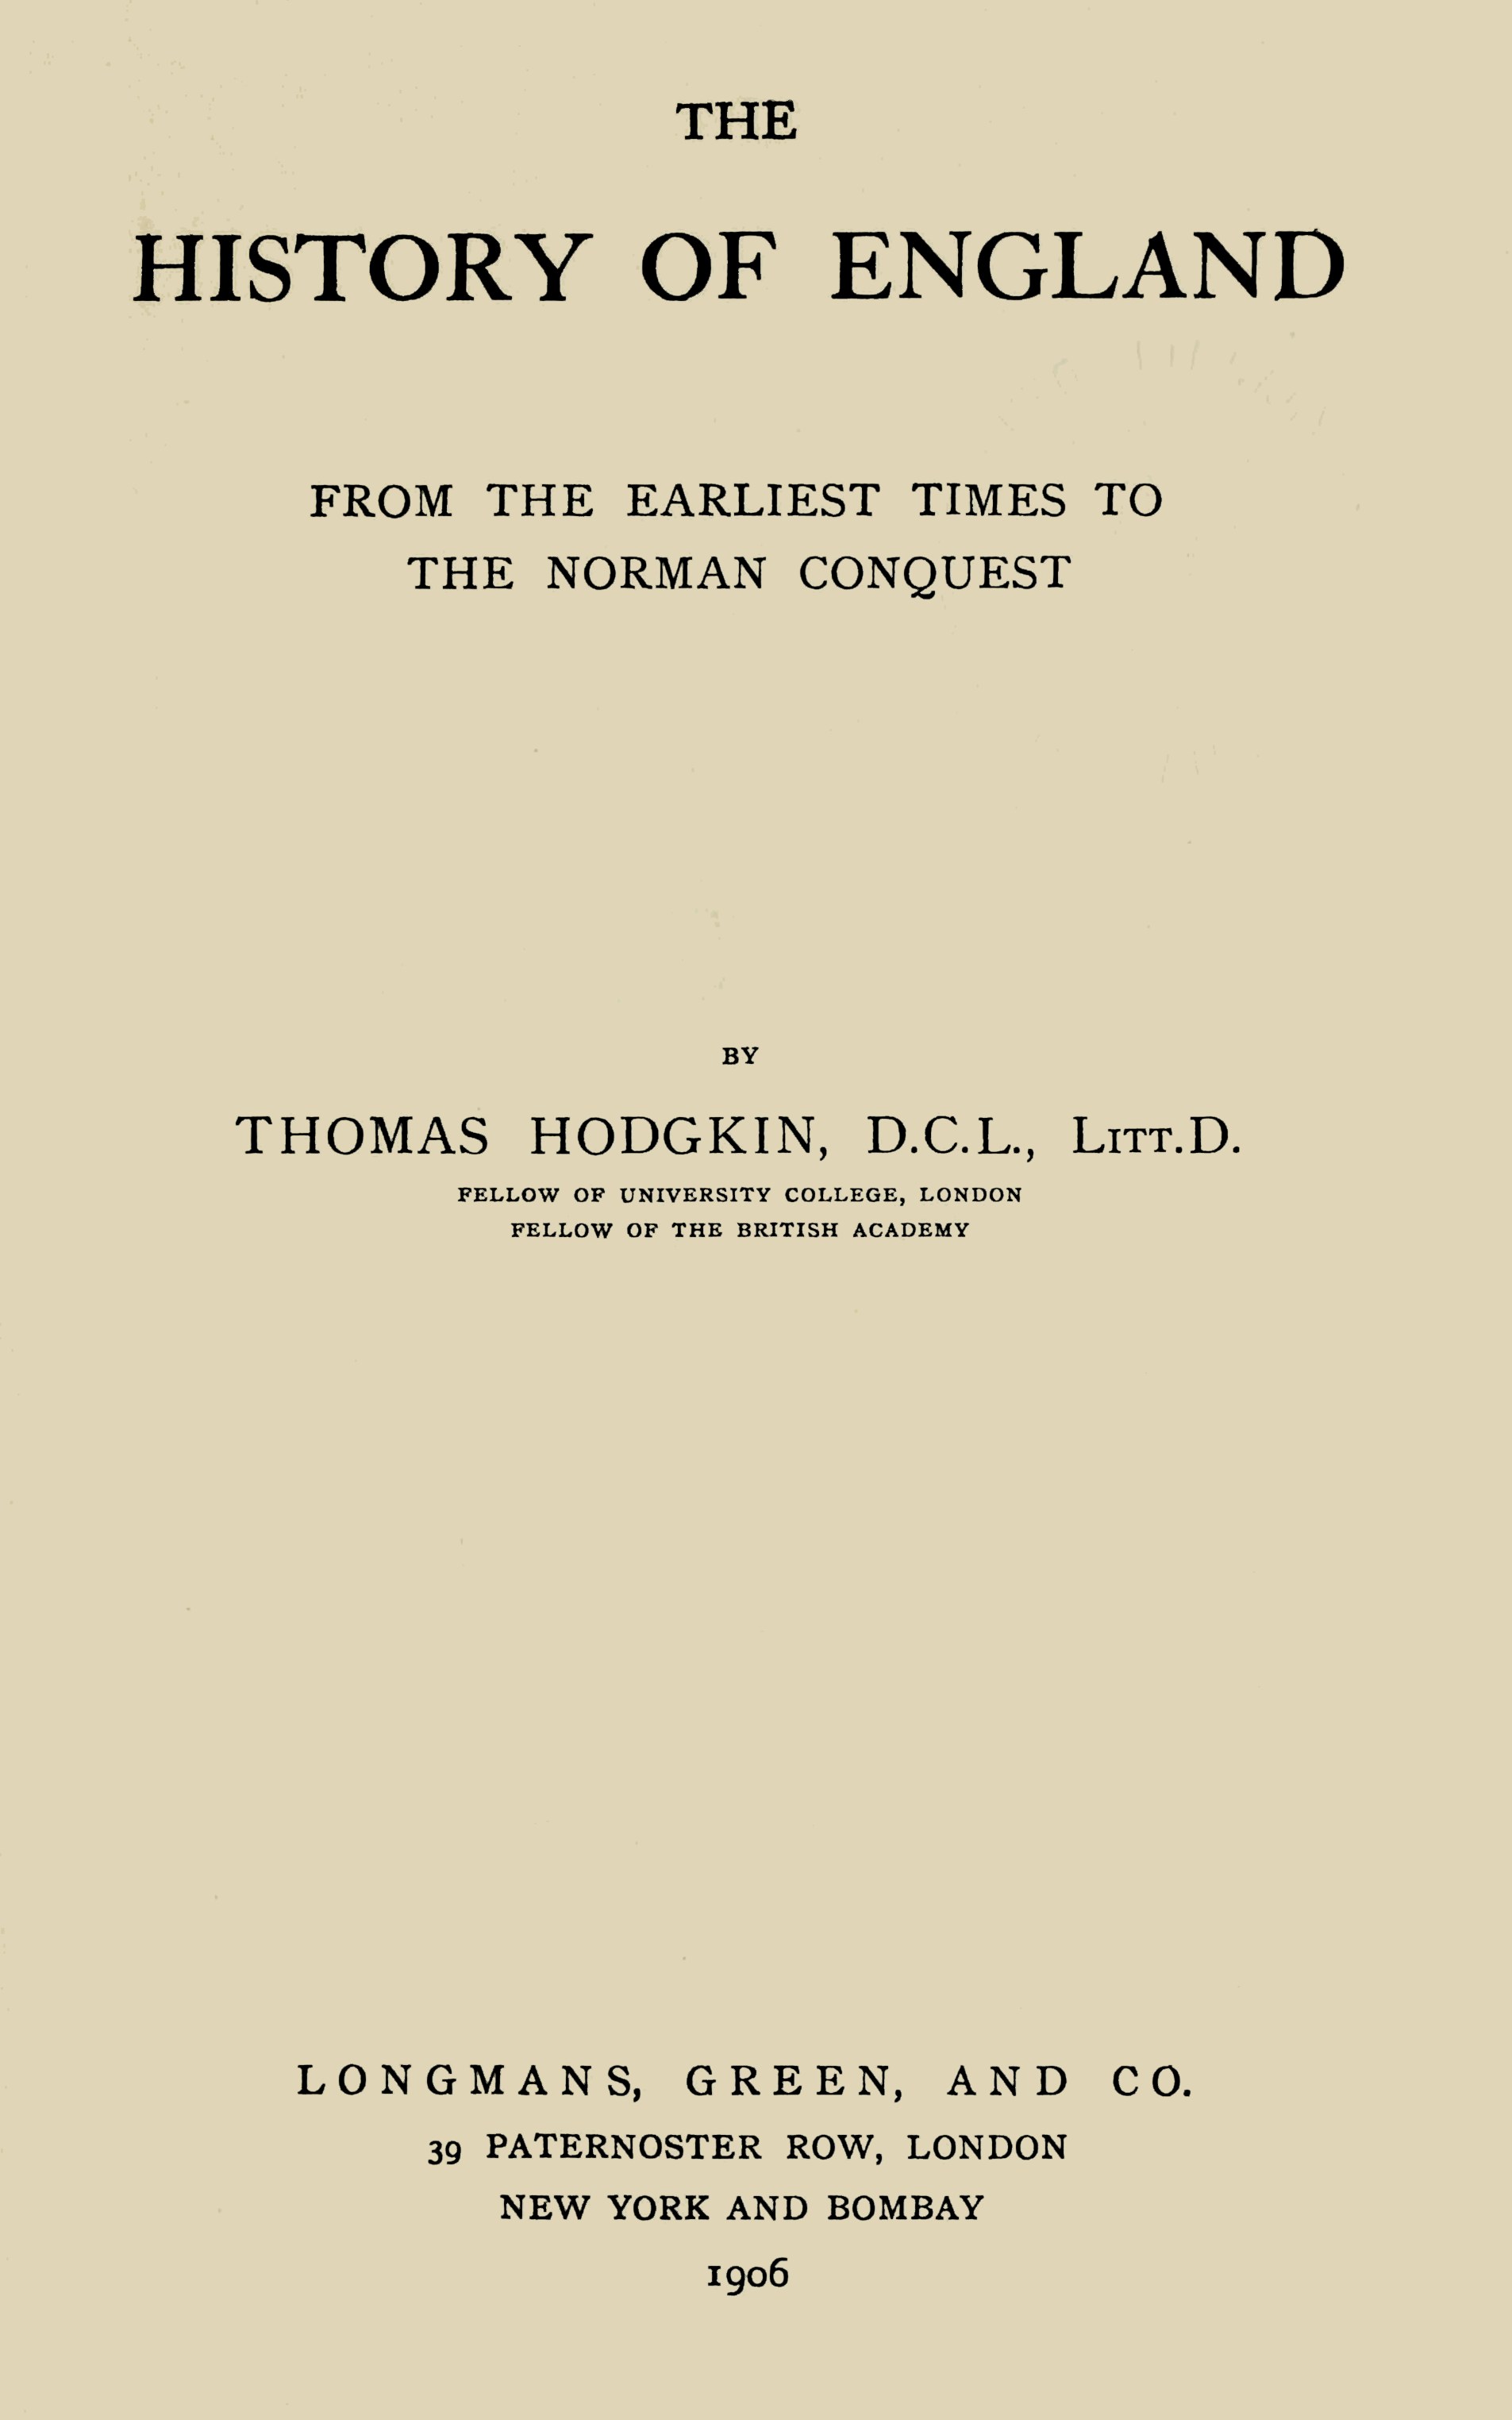 THE
HISTORY OF ENGLAND
FROM THE EARLIEST TIMES TO
THE NORMAN CONQUEST
BY
THOMAS HODGKIN, D.C.L., LITT.D.
FELLOW OF UNIVERSITY COLLEGE, LONDON
FELLOW OF THE BRITISH ACADEMY
LONGMANS, GREEN, AND CO.
39 PATERNOSTER ROW, LONDON
NEW YORK AND BOMBAY
1906